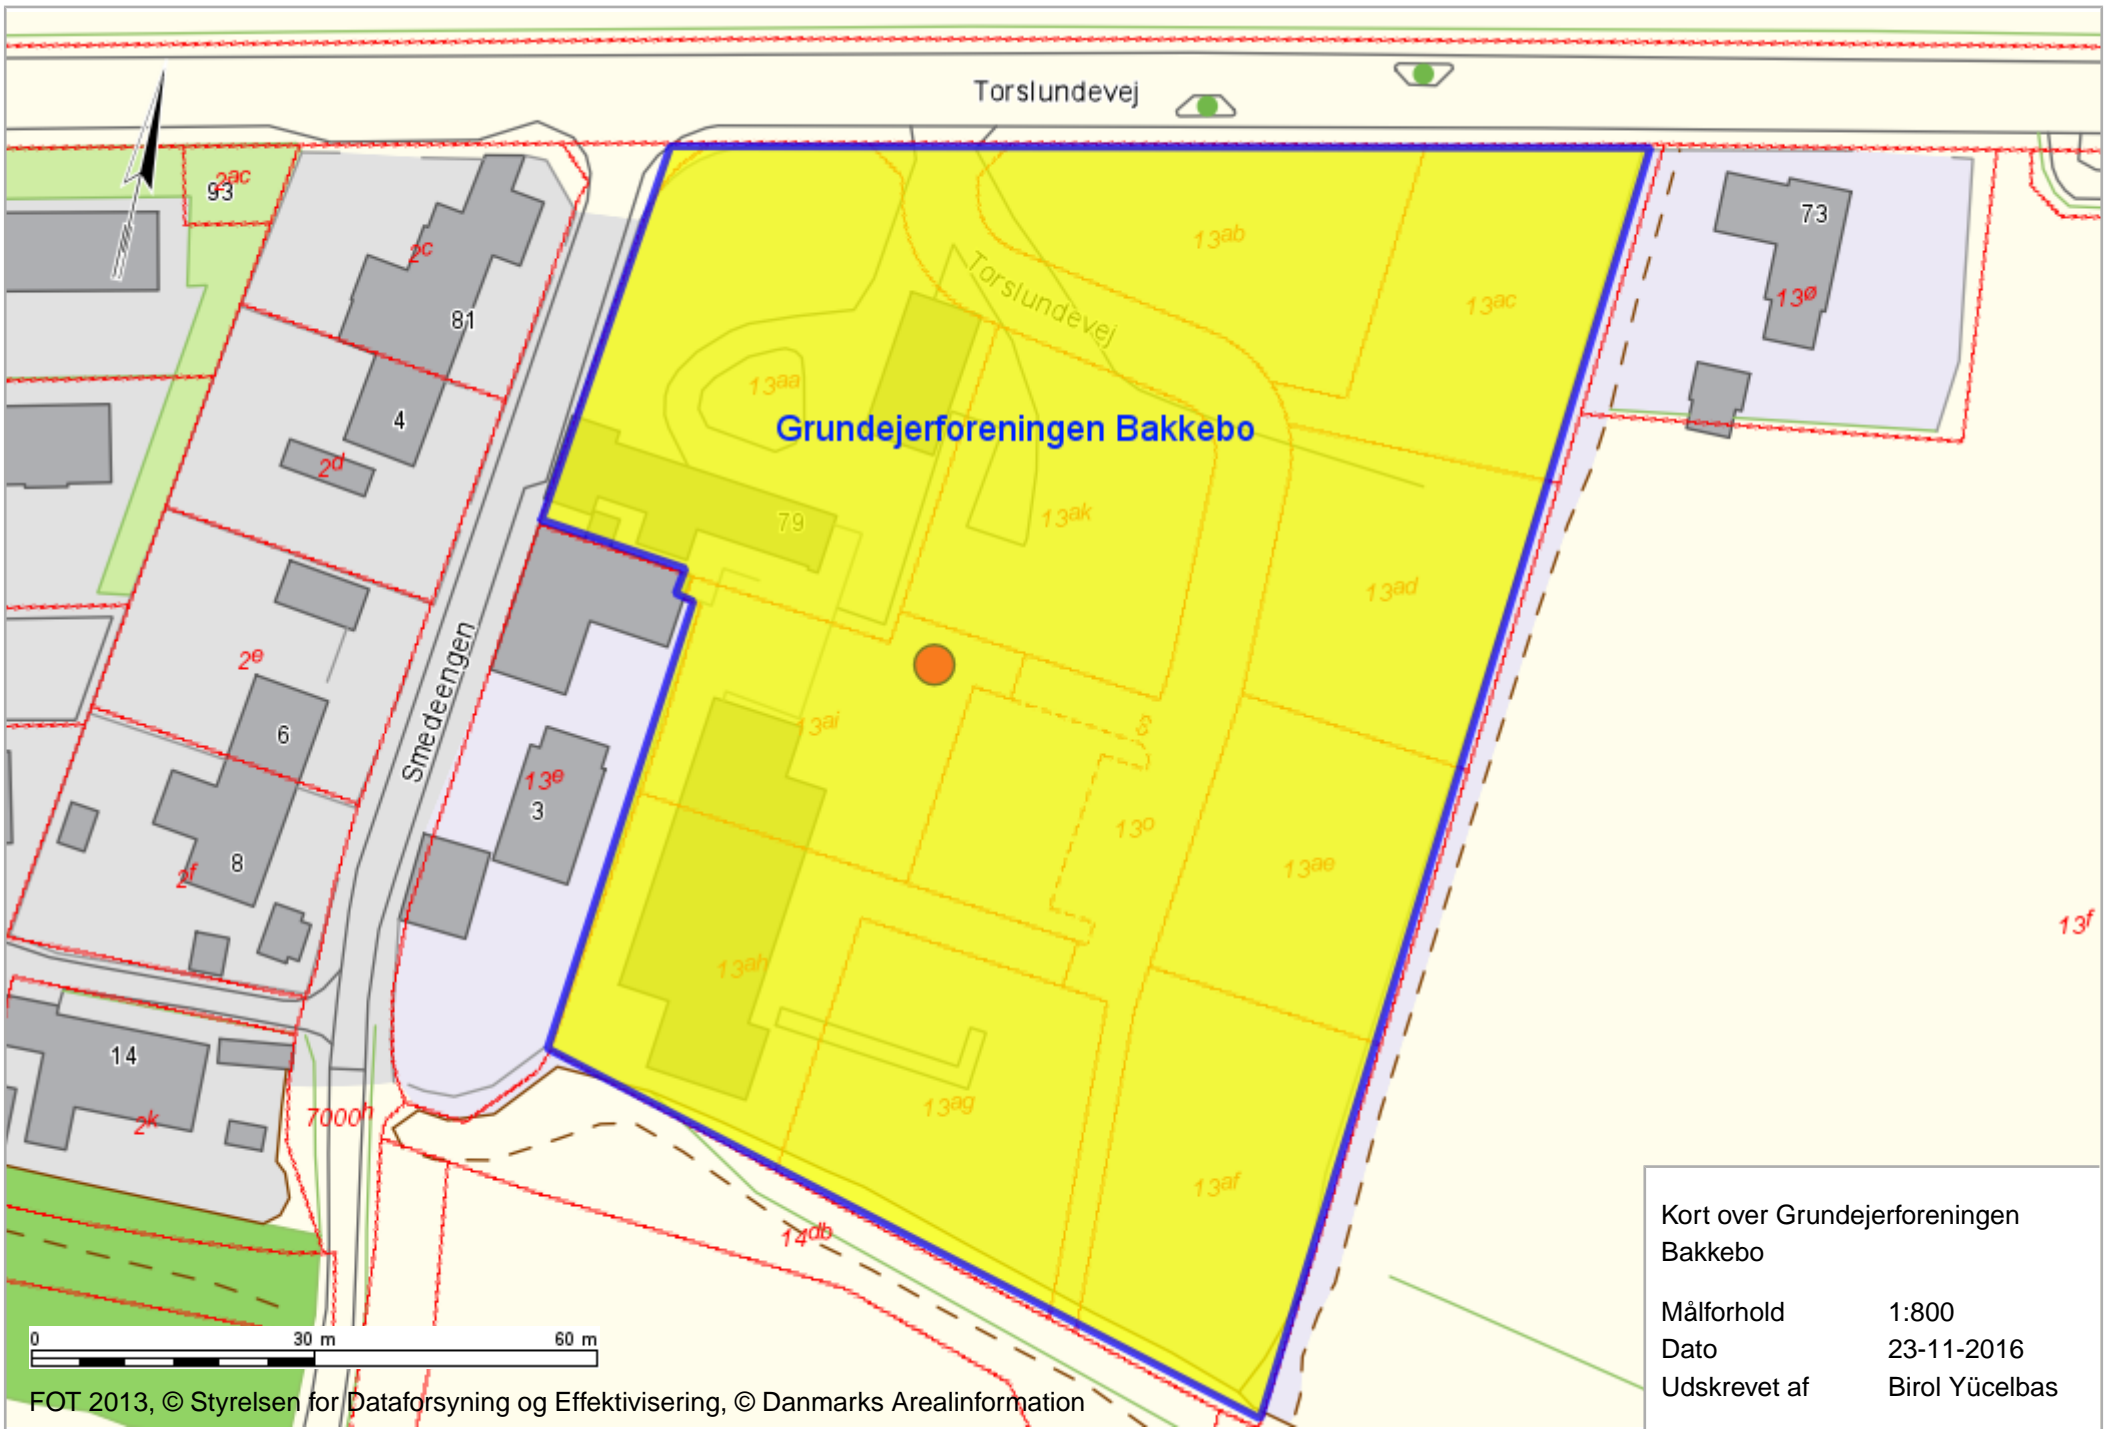 Torslundevej
93
2ac
2c
81
4
2d
2e
6
8
2f
14
2k
7000h
Smedeengen
13e
3
Torslundevej
13aa
13ab
13ac
73
13ø
Grundejerforeningen Bakkebo
79
13ak
13ad
13ai
8
13o
13ae
13ah
13ag
13af
13f
14db
Kort over Grundejerforeningen
Bakkebo
Målforhold 1:800
Dato 23-11-2016
Udskrevet af Birol Yücelbas
0 30 m 60 m
FOT 2013, © Styrelsen for Dataforsyning og Effektivisering, © Danmarks Arealinformation